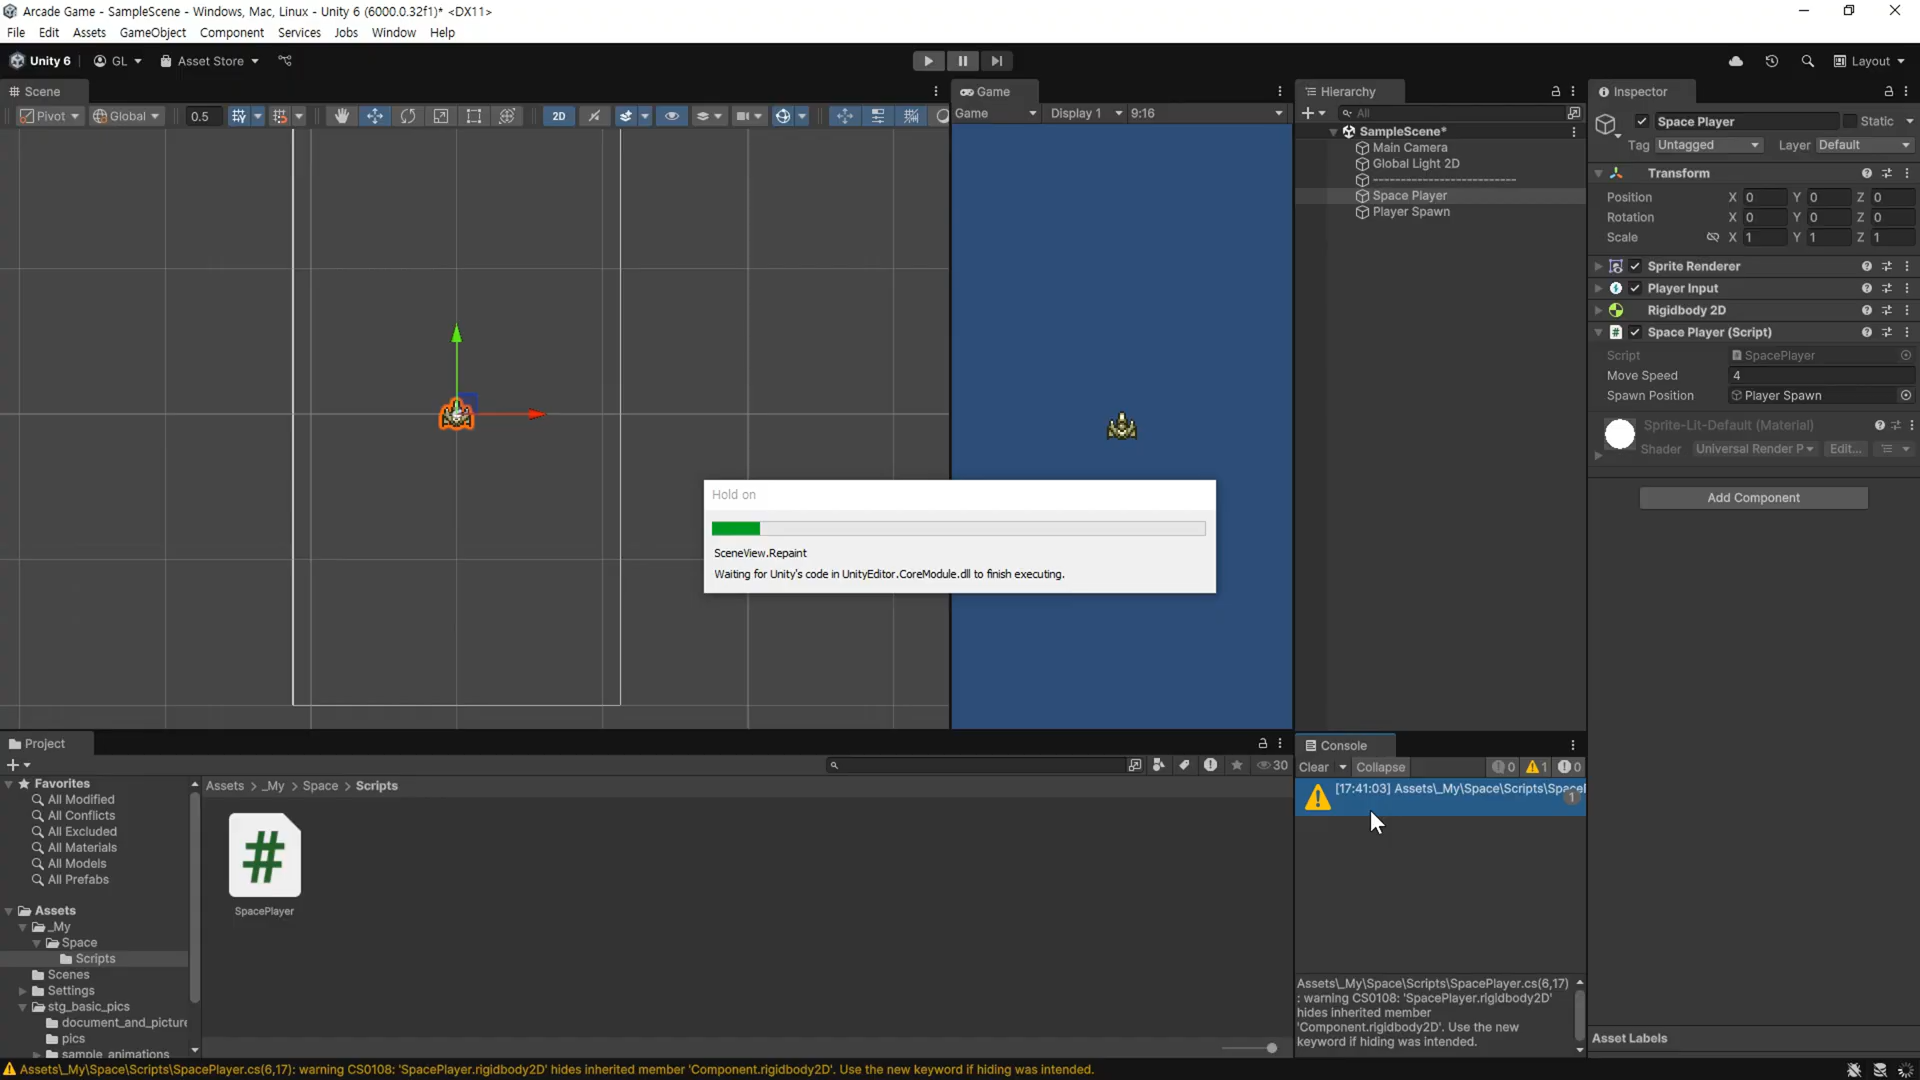 Arcade Game - SampleScene - Windows, Mac, Linux - Unity 6 (6000.0.32f1)* <DX11>
File Edit Assets GameObject Component Services Jobs Window Help
Unity 6 GL Asset Store Layout
Scene Game Hierarchy Inspector
Pivot Global 0.5 2D
Game Display 1 9:16
All
SampleScene*
Main Camera
Global Light 2D
--------------------------
Space Player
Player Spawn
Space Player Static
Tag Untagged Layer Default
Transform
Position X 0 Y 0 Z 0
Rotation X 0 Y 0 Z 0
Scale X 1 Y 1 Z 1
Sprite Renderer
Player Input
Rigidbody 2D
Space Player (Script)
Script SpacePlayer
Move Speed 4
Spawn Position Player Spawn
Sprite-Lit-Default (Material)
Shader Universal Render P Edit...
Add Component
Hold on
SceneView.Repaint
Waiting for Unity's code in UnityEditor.CoreModule.dll to finish executing.
Project
30
Favorites
All Modified
All Conflicts
All Excluded
All Materials
All Models
All Prefabs
Assets
_My
Space
Scripts
Scenes
Settings
stg_basic_pics
document_and_picture
pics
sample_animations
Assets > _My > Space > Scripts
SpacePlayer
Console
Clear Collapse 0 1 0
[17:41:03] Assets\_My\Space\Scripts\Spacel
1
Assets\_My\Space\Scripts\SpacePlayer.cs(6,17)
: warning CS0108: 'SpacePlayer.rigidbody2D'
hides inherited member
'Component.rigidbody2D'. Use the new
keyword if hiding was intended.
Asset Labels
Assets\_My\Space\Scripts\SpacePlayer.cs(6,17): warning CS0108: 'SpacePlayer.rigidbody2D' hides inherited member 'Component.rigidbody2D'. Use the new keyword if hiding was intended.